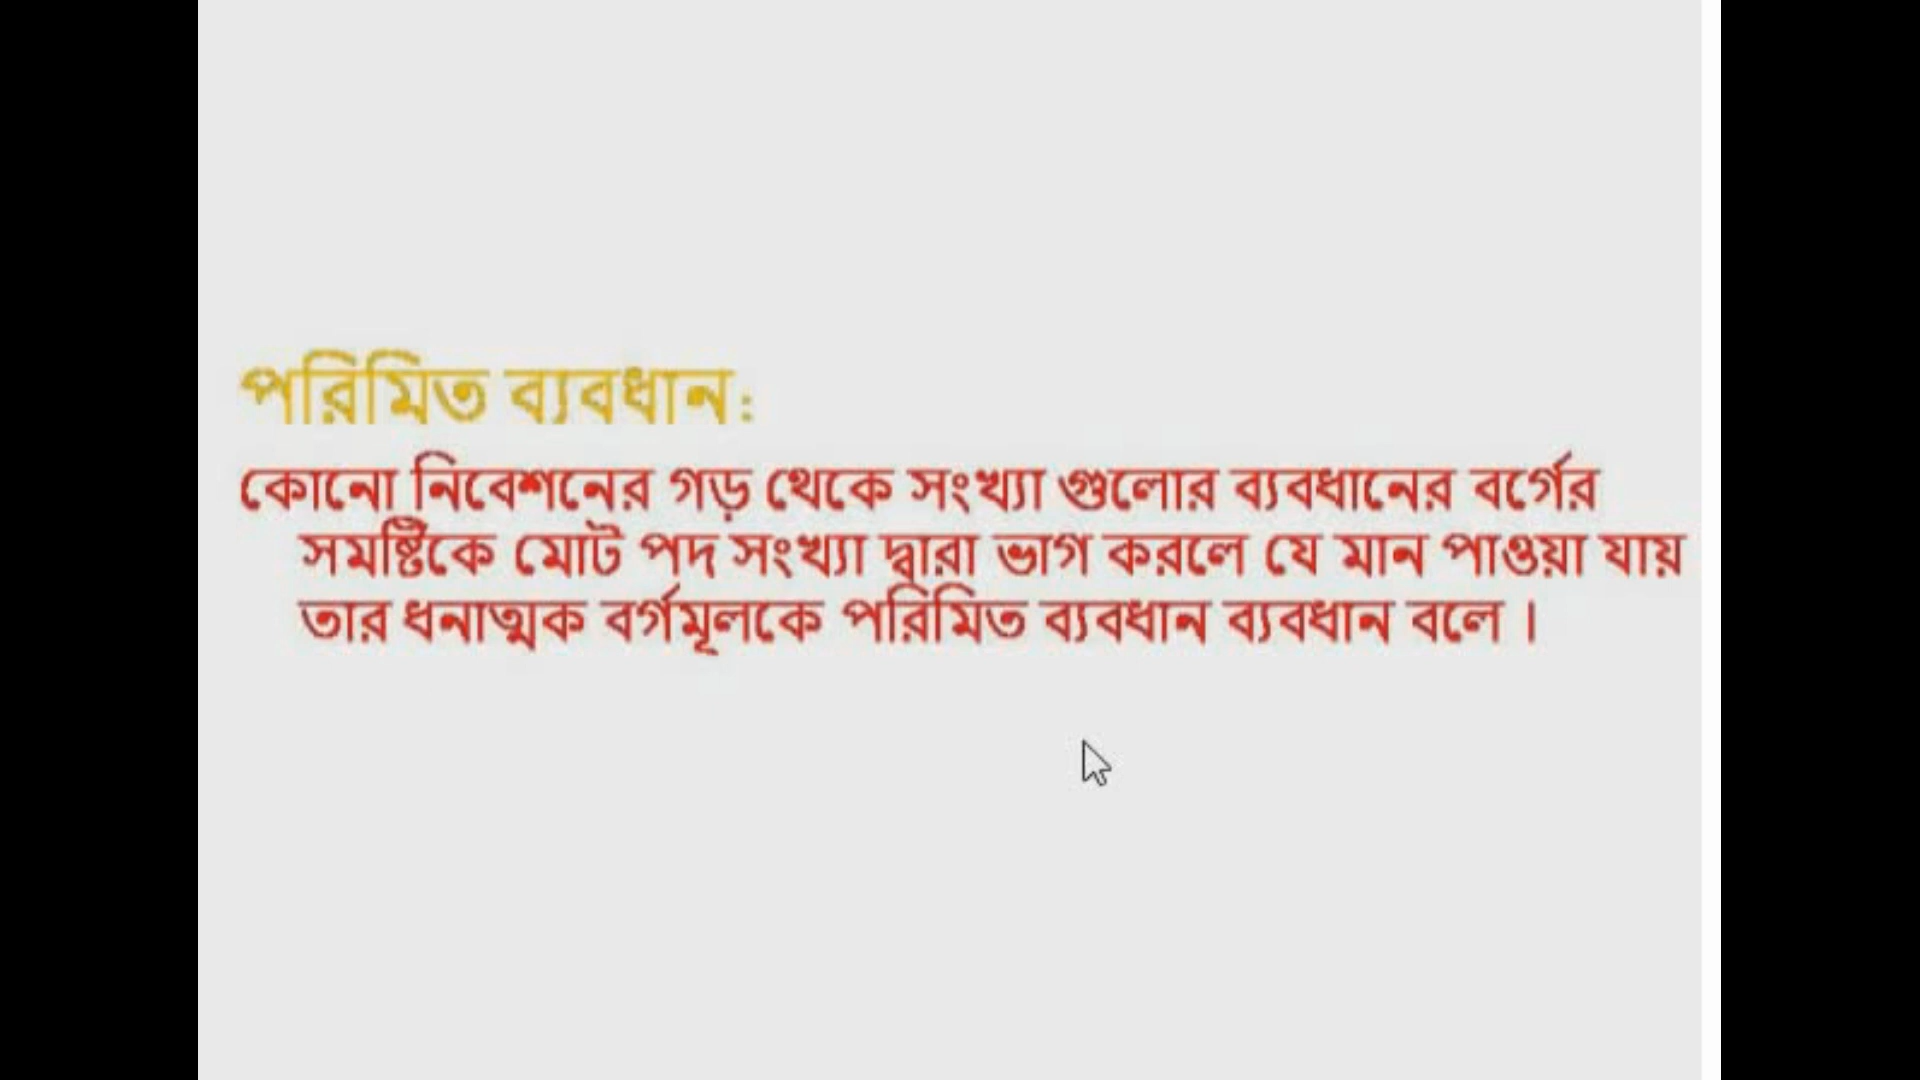 পরিমিত ব্যবধান:
কোনো নিবেশনের গড় থেকে সংখ্যা গুলোর ব্যবধানের বর্গের
সমষ্টিকে মোট পদ সংখ্যা দ্বারা ভাগ করলে যে মান পাওয়া যায়
তার ধনাত্মক বর্গমূলকে পরিমিত ব্যবধান ব্যবধান বলে ।